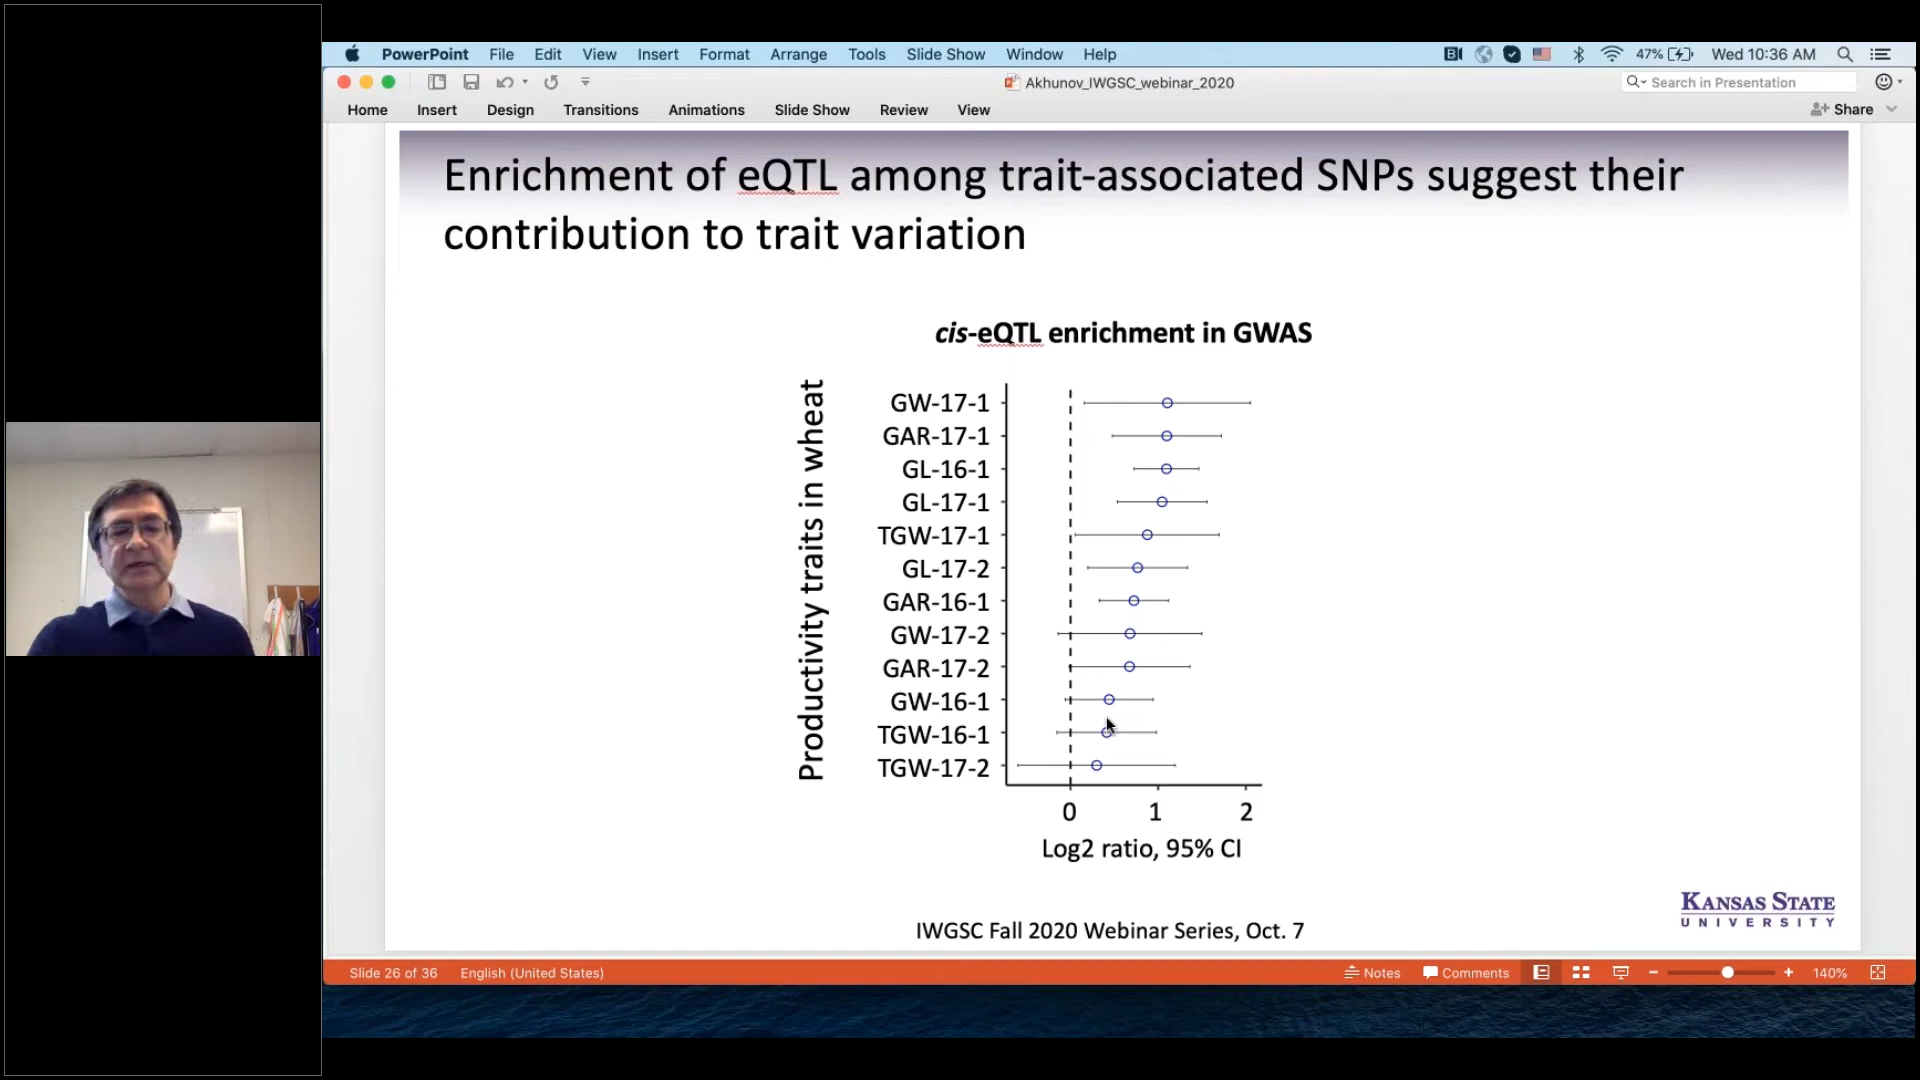 PowerPoint File Edit View Insert Format Arrange Tools Slide Show Window Help 47% Wed 10:36 AM
Akhunov_IWGSC_webinar_2020 Search in Presentation
Home Insert Design Transitions Animations Slide Show Review View Share
Enrichment of eQTL among trait-associated SNPs suggest their
contribution to trait variation
cis-eQTL enrichment in GWAS
Productivity traits in wheat
GW-17-1
GAR-17-1
GL-16-1
GL-17-1
TGW-17-1
GL-17-2
GAR-16-1
GW-17-2
GAR-17-2
GW-16-1
TGW-16-1
TGW-17-2
0 1 2
Log2 ratio, 95% CI
KANSAS STATE
UNIVERSITY
IWGSC Fall 2020 Webinar Series, Oct. 7
Slide 26 of 36 English (United States) Notes Comments 140%